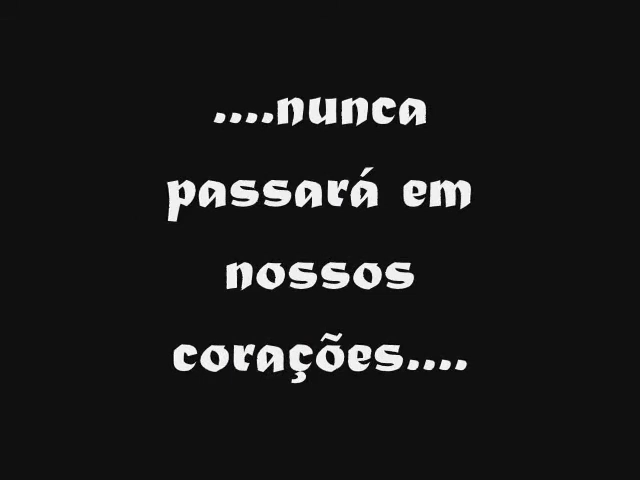 ....nunca
passará em
nossos
corações....